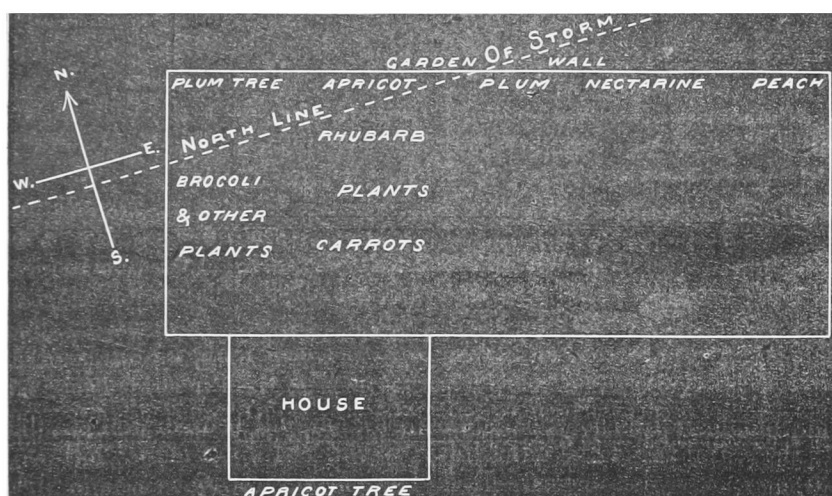 GARDEN WALL
NORTH LINE OF STORM
N.
PLUM TREE APRICOT PLUM NECTARINE PEACH
RHUBARB
E.
W.
BROCOLI
PLANTS
& OTHER
PLANTS
CARROTS
S.
HOUSE
APRICOT TREE